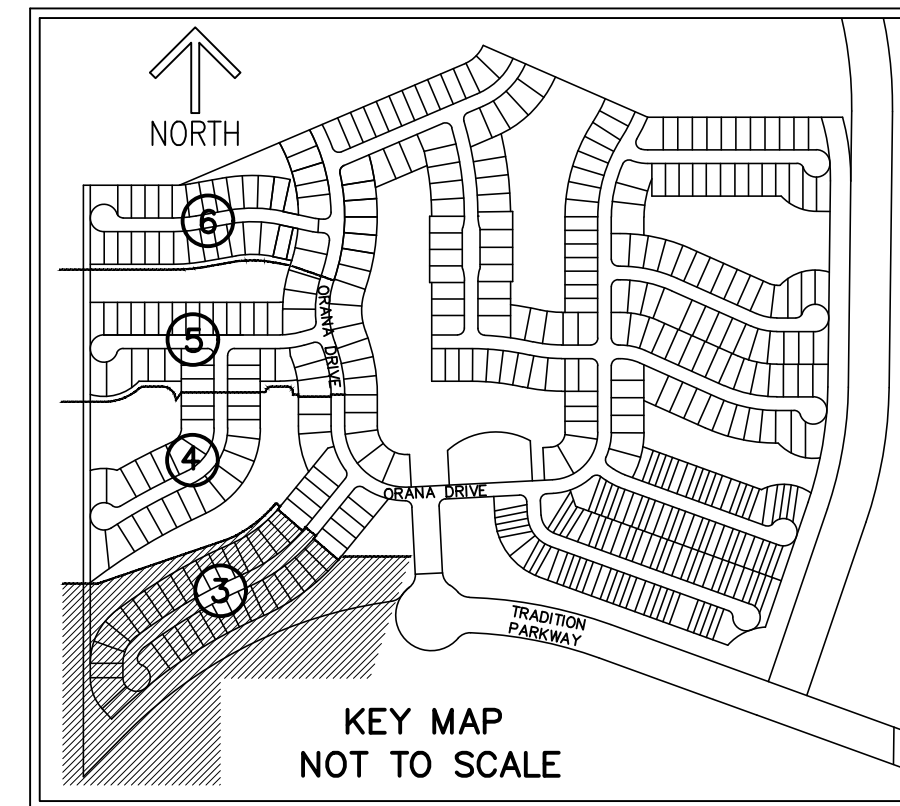 NORTH
6
ORANA DRIVE
5
4
ORANA DRIVE
3
TRADITION
PARKWAY
KEY MAP
NOT TO SCALE